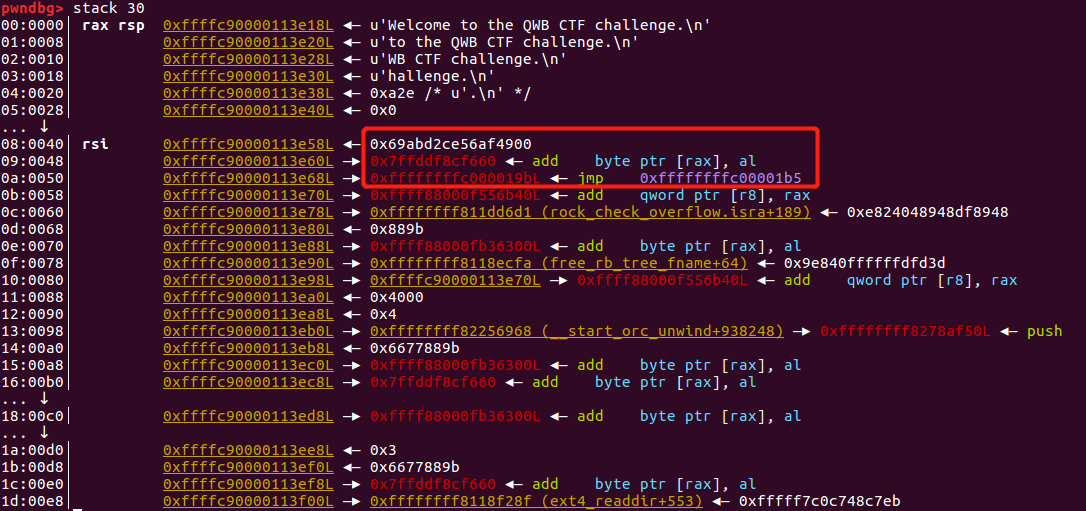 pwndbg> stack 30
00:0000│ rax rsp 0xffffc90000113e18L ◂— u'Welcome to the QWB CTF challenge.\n'
01:0008│ 0xffffc90000113e20L ◂— u'to the QWB CTF challenge.\n'
02:0010│ 0xffffc90000113e28L ◂— u'WB CTF challenge.\n'
03:0018│ 0xffffc90000113e30L ◂— u'hallenge.\n'
04:0020│ 0xffffc90000113e38L ◂— 0xa2e /* u'.\n' */
05:0028│ 0xffffc90000113e40L ◂— 0x0
... ↓
08:0040│ rsi 0xffffc90000113e58L ◂— 0x69abd2ce56af4900
09:0048│ 0xffffc90000113e60L —▸ 0x7ffddf8cf660 ◂— add byte ptr [rax], al
0a:0050│ 0xffffc90000113e68L —▸ 0xffffffffc000019bL ◂— jmp 0xffffffffc00001b5
0b:0058│ 0xffffc90000113e70L —▸ 0xffff88000f556b40L ◂— add qword ptr [r8], rax
0c:0060│ 0xffffc90000113e78L —▸ 0xffffffff811dd6d1 (rock_check_overflow.isra+189) ◂— 0xe824048948df8948
0d:0068│ 0xffffc90000113e80L ◂— 0x889b
0e:0070│ 0xffffc90000113e88L —▸ 0xffff88000fb36300L ◂— add byte ptr [rax], al
0f:0078│ 0xffffc90000113e90L —▸ 0xffffffff8118ecfa (free_rb_tree_fname+64) ◂— 0x9e840ffffffdfd3d
10:0080│ 0xffffc90000113e98L —▸ 0xffffc90000113e70L —▸ 0xffff88000f556b40L ◂— add qword ptr [r8], rax
11:0088│ 0xffffc90000113ea0L ◂— 0x4000
12:0090│ 0xffffc90000113ea8L ◂— 0x4
13:0098│ 0xffffc90000113eb0L —▸ 0xffffffff82256968 (__start_orc_unwind+938248) —▸ 0xffffffff8278af50L ◂— push
14:00a0│ 0xffffc90000113eb8L ◂— 0x6677889b
15:00a8│ 0xffffc90000113ec0L —▸ 0xffff88000fb36300L ◂— add byte ptr [rax], al
16:00b0│ 0xffffc90000113ec8L —▸ 0x7ffddf8cf660 ◂— add byte ptr [rax], al
... ↓
18:00c0│ 0xffffc90000113ed8L —▸ 0xffff88000fb36300L ◂— add byte ptr [rax], al
... ↓
1a:00d0│ 0xffffc90000113ee8L ◂— 0x3
1b:00d8│ 0xffffc90000113ef0L ◂— 0x6677889b
1c:00e0│ 0xffffc90000113ef8L —▸ 0x7ffddf8cf660 ◂— add byte ptr [rax], al
1d:00e8│ 0xffffc90000113f00L —▸ 0xffffffff8118f28f (ext4_readdir+553) ◂— 0xfffff7c0c748c7eb